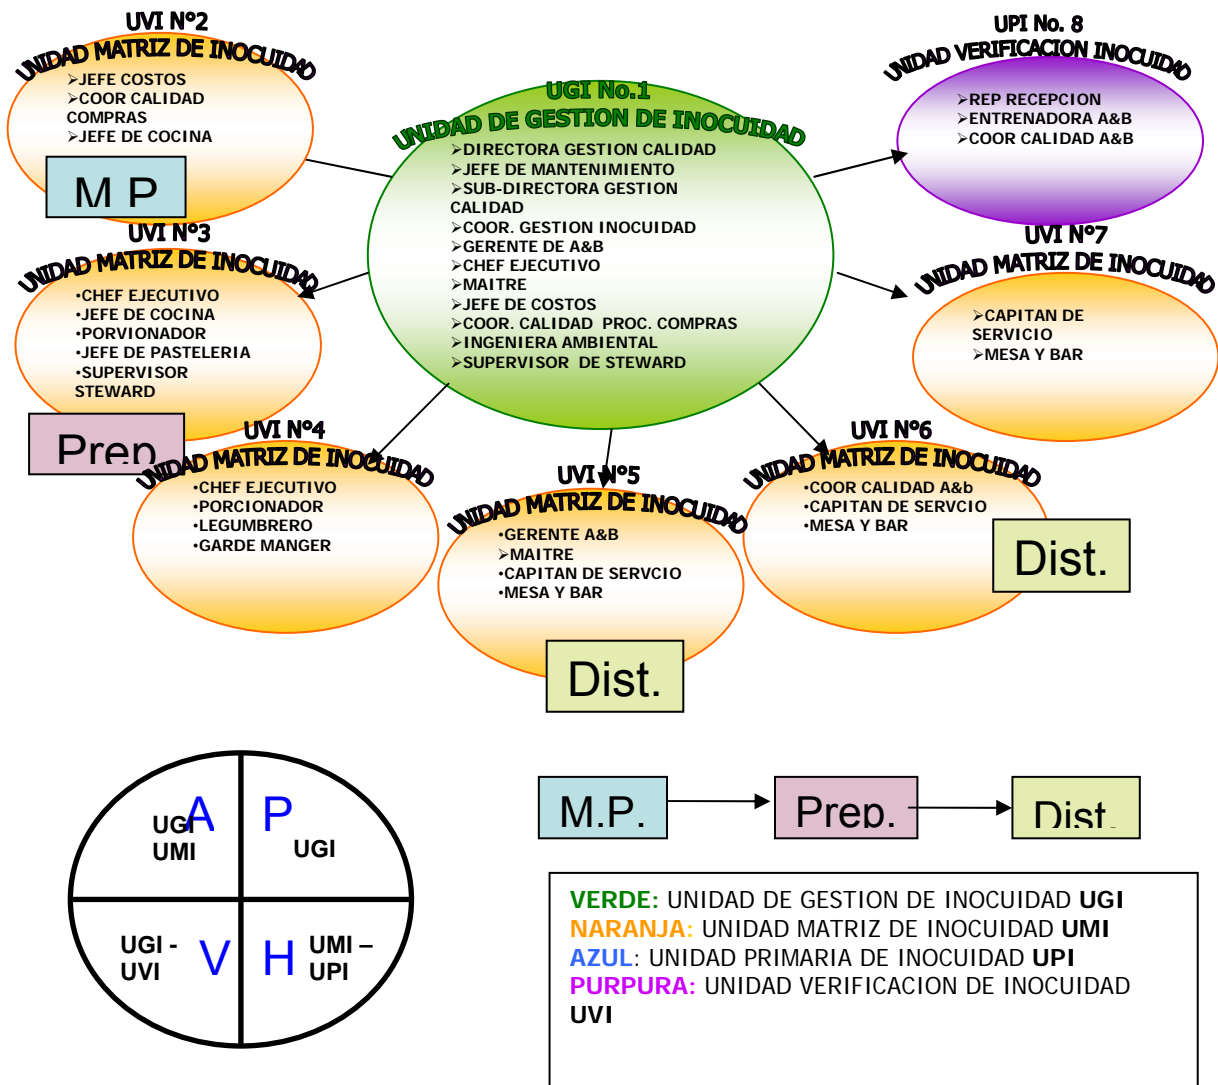 UVI Nº2
UNIDAD MATRIZ DE INOCUIDAD
➢JEFE COSTOS
➢COOR CALIDAD
COMPRAS
➢JEFE DE COCINA
M P
UGI No.1
UNIDAD DE GESTION DE INOCUIDAD
➢DIRECTORA GESTION CALIDAD
➢JEFE DE MANTENIMIENTO
➢SUB-DIRECTORA GESTION
CALIDAD
➢COOR. GESTION INOCUIDAD
➢GERENTE DE A&B
➢CHEF EJECUTIVO
➢MAITRE
➢JEFE DE COSTOS
➢COOR. CALIDAD PROC. COMPRAS
➢INGENIERA AMBIENTAL
➢SUPERVISOR DE STEWARD
UPI No. 8
UNIDAD VERIFICACION INOCUIDAD
➢REP RECEPCION
➢ENTRENADORA A&B
➢COOR CALIDAD A&B
UVI Nº3
UNIDAD MATRIZ DE INOCUIDAD
•CHEF EJECUTIVO
•JEFE DE COCINA
•PORVIONADOR
•JEFE DE PASTELERIA
•SUPERVISOR
STEWARD
Prep
UVI Nº7
UNIDAD MATRIZ DE INOCUIDAD
➢CAPITAN DE
SERVICIO
➢MESA Y BAR
UVI Nº4
UNIDAD MATRIZ DE INOCUIDAD
•CHEF EJECUTIVO
•PORCIONADOR
•LEGUMBRERO
•GARDE MANGER
UVI Nº5
UNIDAD MATRIZ DE INOCUIDAD
•GERENTE A&B
➢MAITRE
•CAPITAN DE SERVCIO
•MESA Y BAR
Dist.
UVI Nº6
UNIDAD MATRIZ DE INOCUIDAD
•COOR CALIDAD A&b
•CAPITAN DE SERVCIO
•MESA Y BAR
Dist.
A
UGI
UMI
P
UGI
UGI -
UVI
V
H
UMI –
UPI
M.P.
Prep.
Dist.
VERDE: UNIDAD DE GESTION DE INOCUIDAD UGI
NARANJA: UNIDAD MATRIZ DE INOCUIDAD UMI
AZUL: UNIDAD PRIMARIA DE INOCUIDAD UPI
PURPURA: UNIDAD VERIFICACION DE INOCUIDAD
UVI